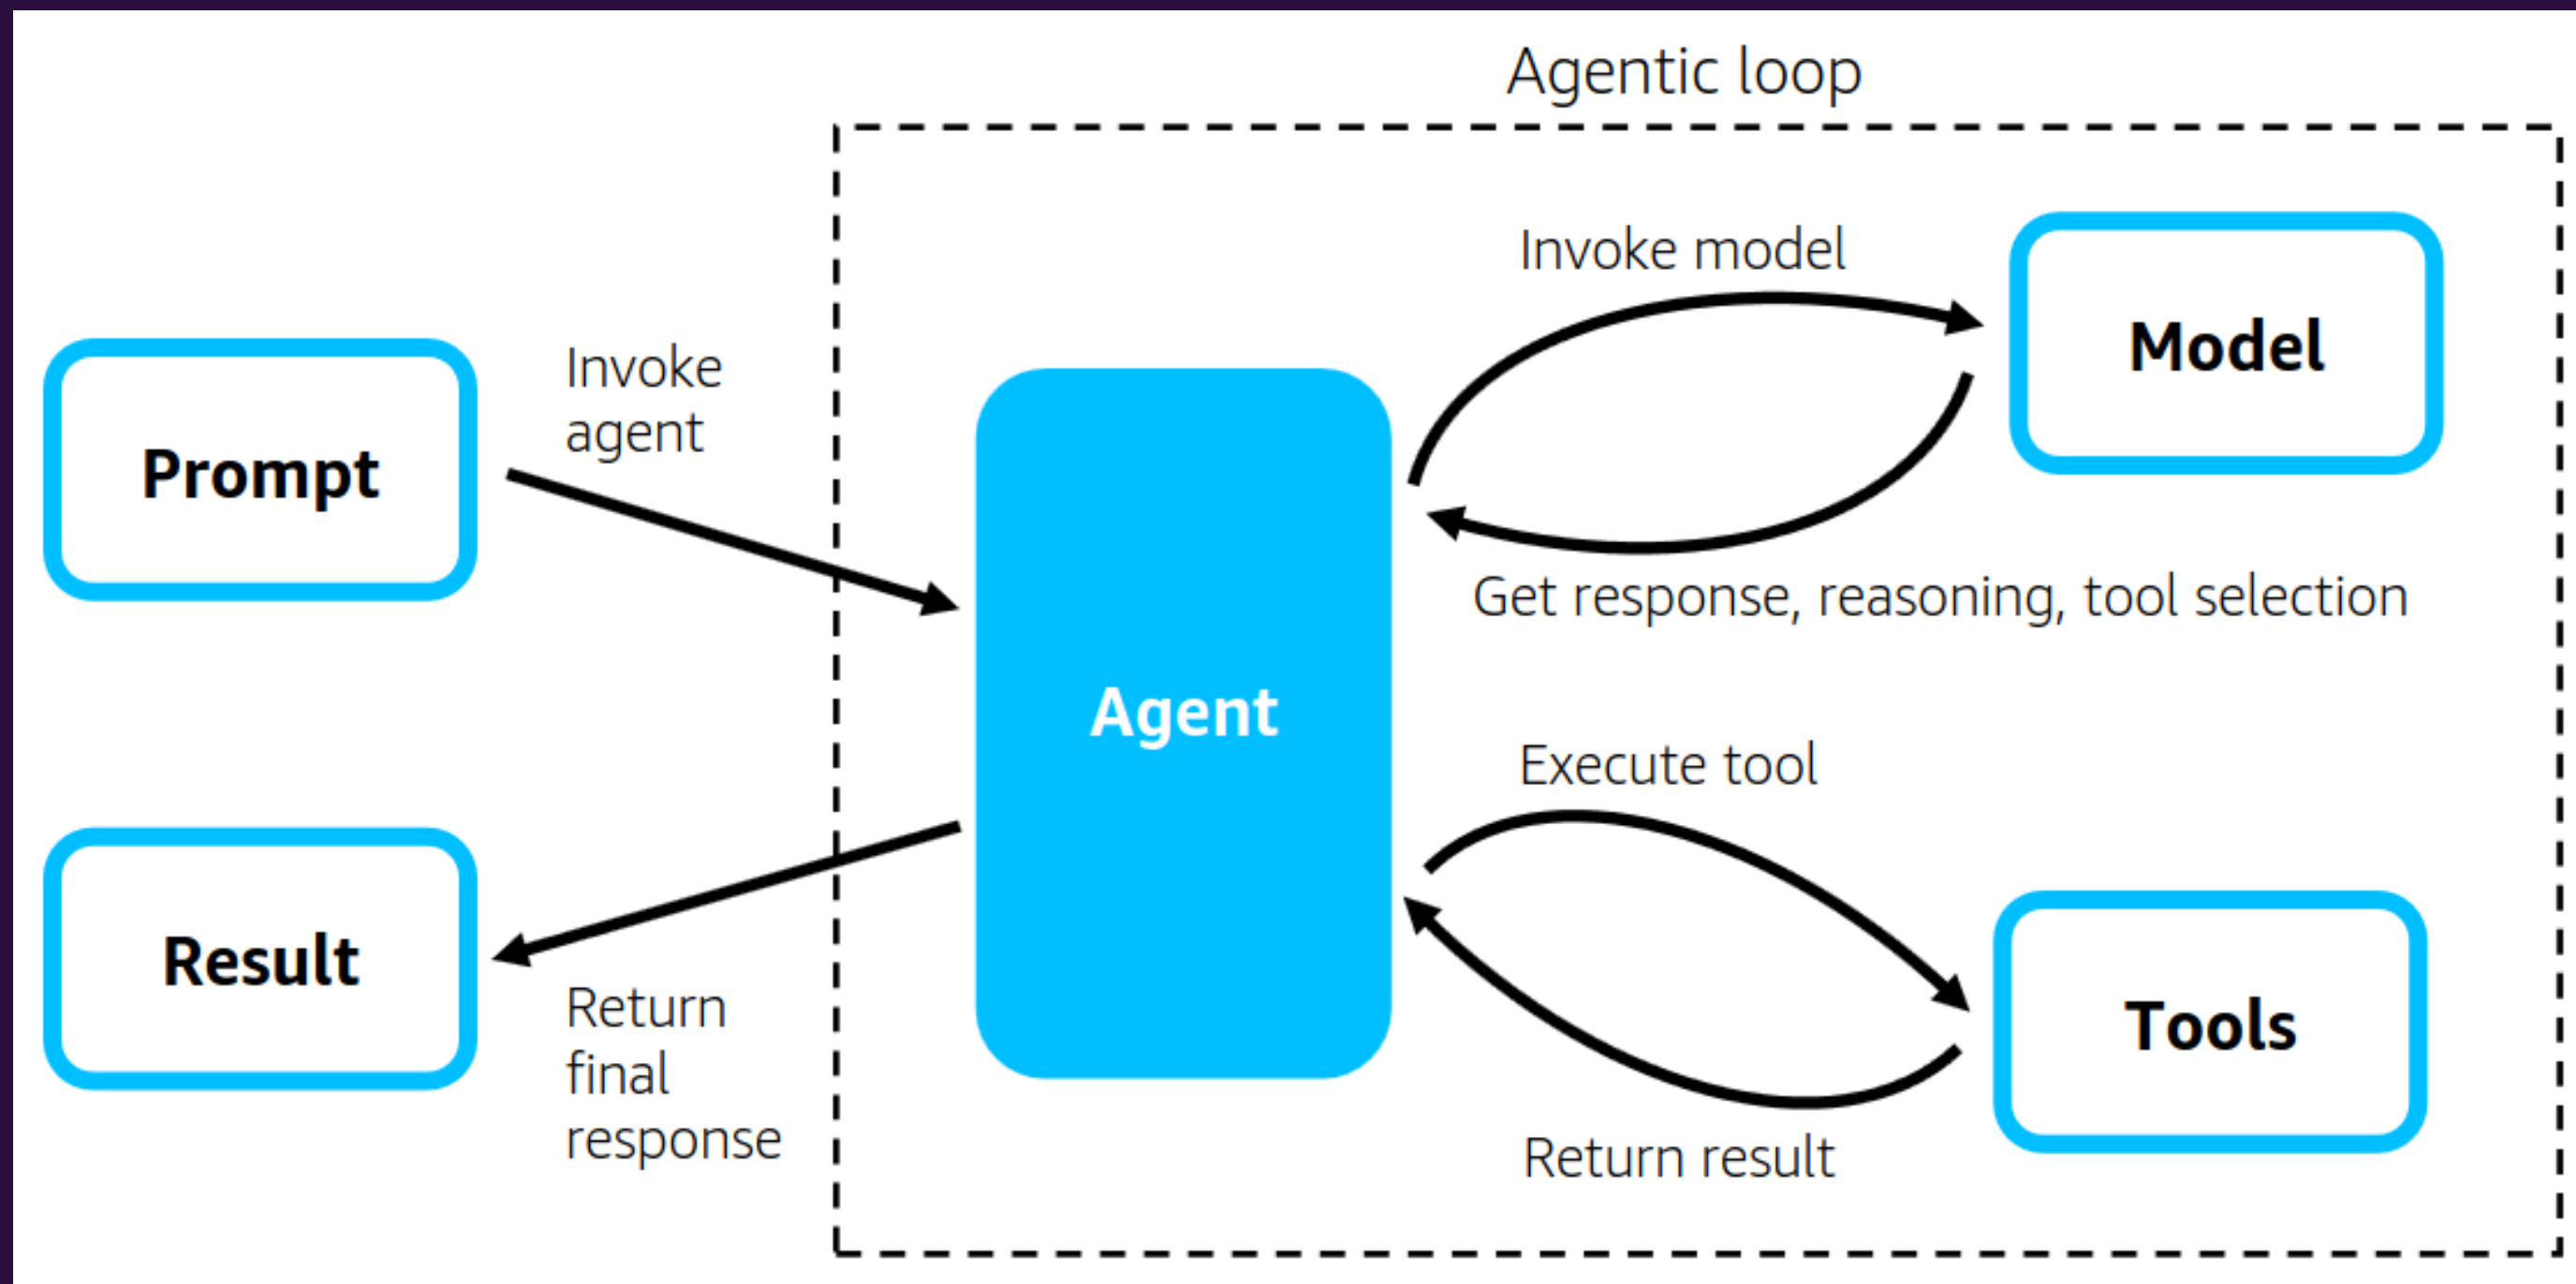 Agentic loop
Prompt
Invoke
agent
Agent
Invoke model
Model
Get response, reasoning, tool selection
Execute tool
Tools
Return result
Result
Return
final
response